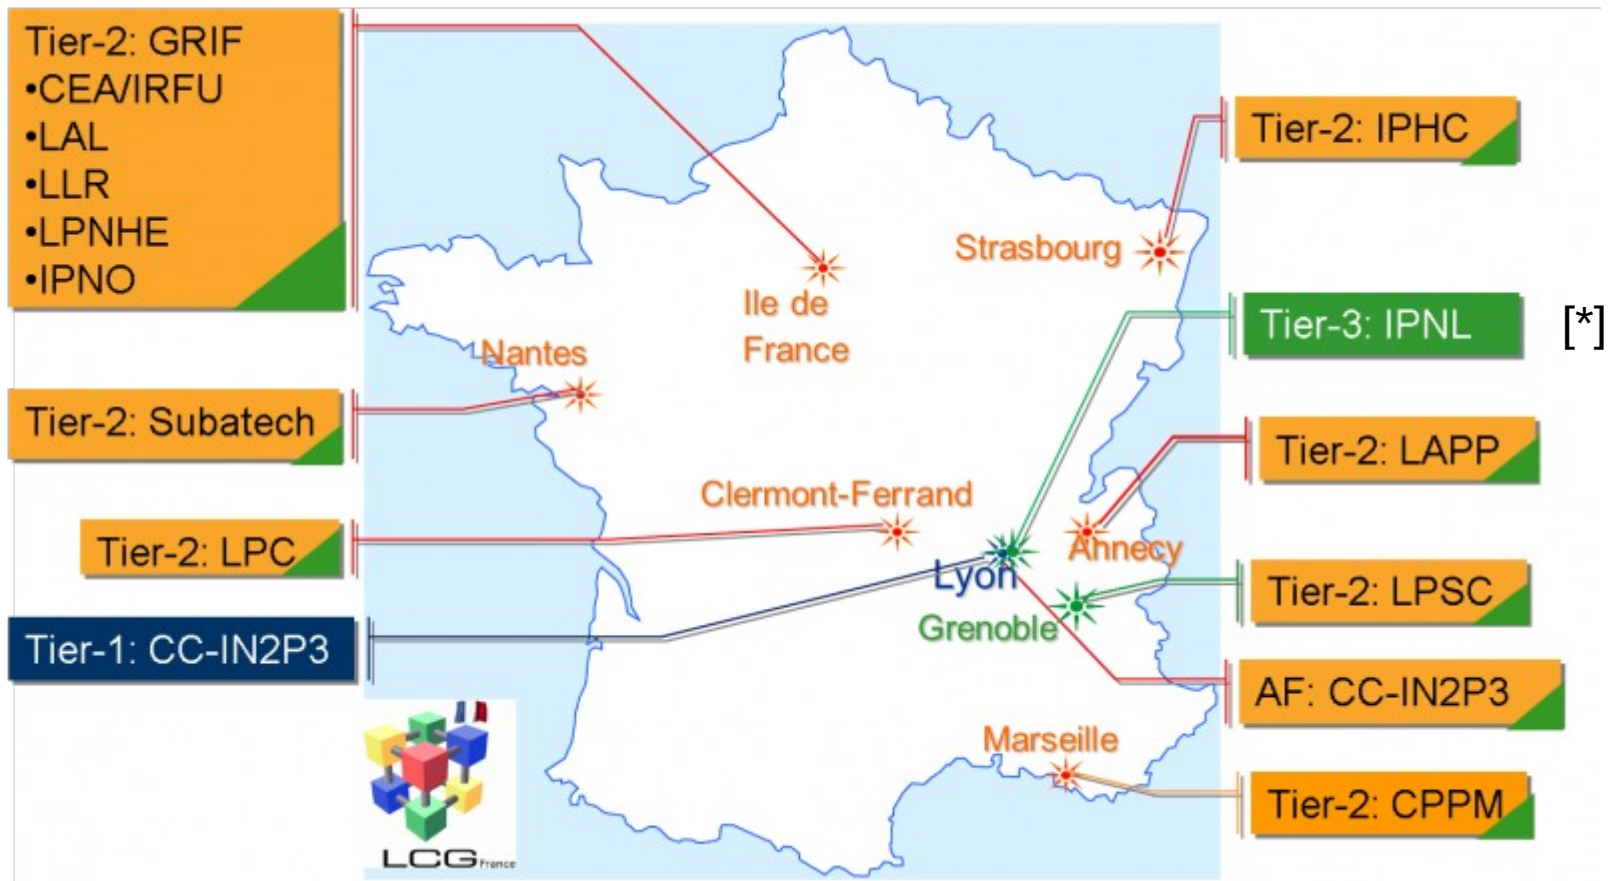 Tier-2: GRIF
•CEA/IRFU
•LAL
•LLR
•LPNHE
•IPNO
Tier-2: Subatech
Tier-2: LPC
Tier-1: CC-IN2P3
Ile de
France
Nantes
Strasbourg
Clermont-Ferrand
Lyon
Annecy
Grenoble
Marseille
LCG France
Tier-2: IPHC
Tier-3: IPNL
[*]
Tier-2: LAPP
Tier-2: LPSC
AF: CC-IN2P3
Tier-2: CPPM